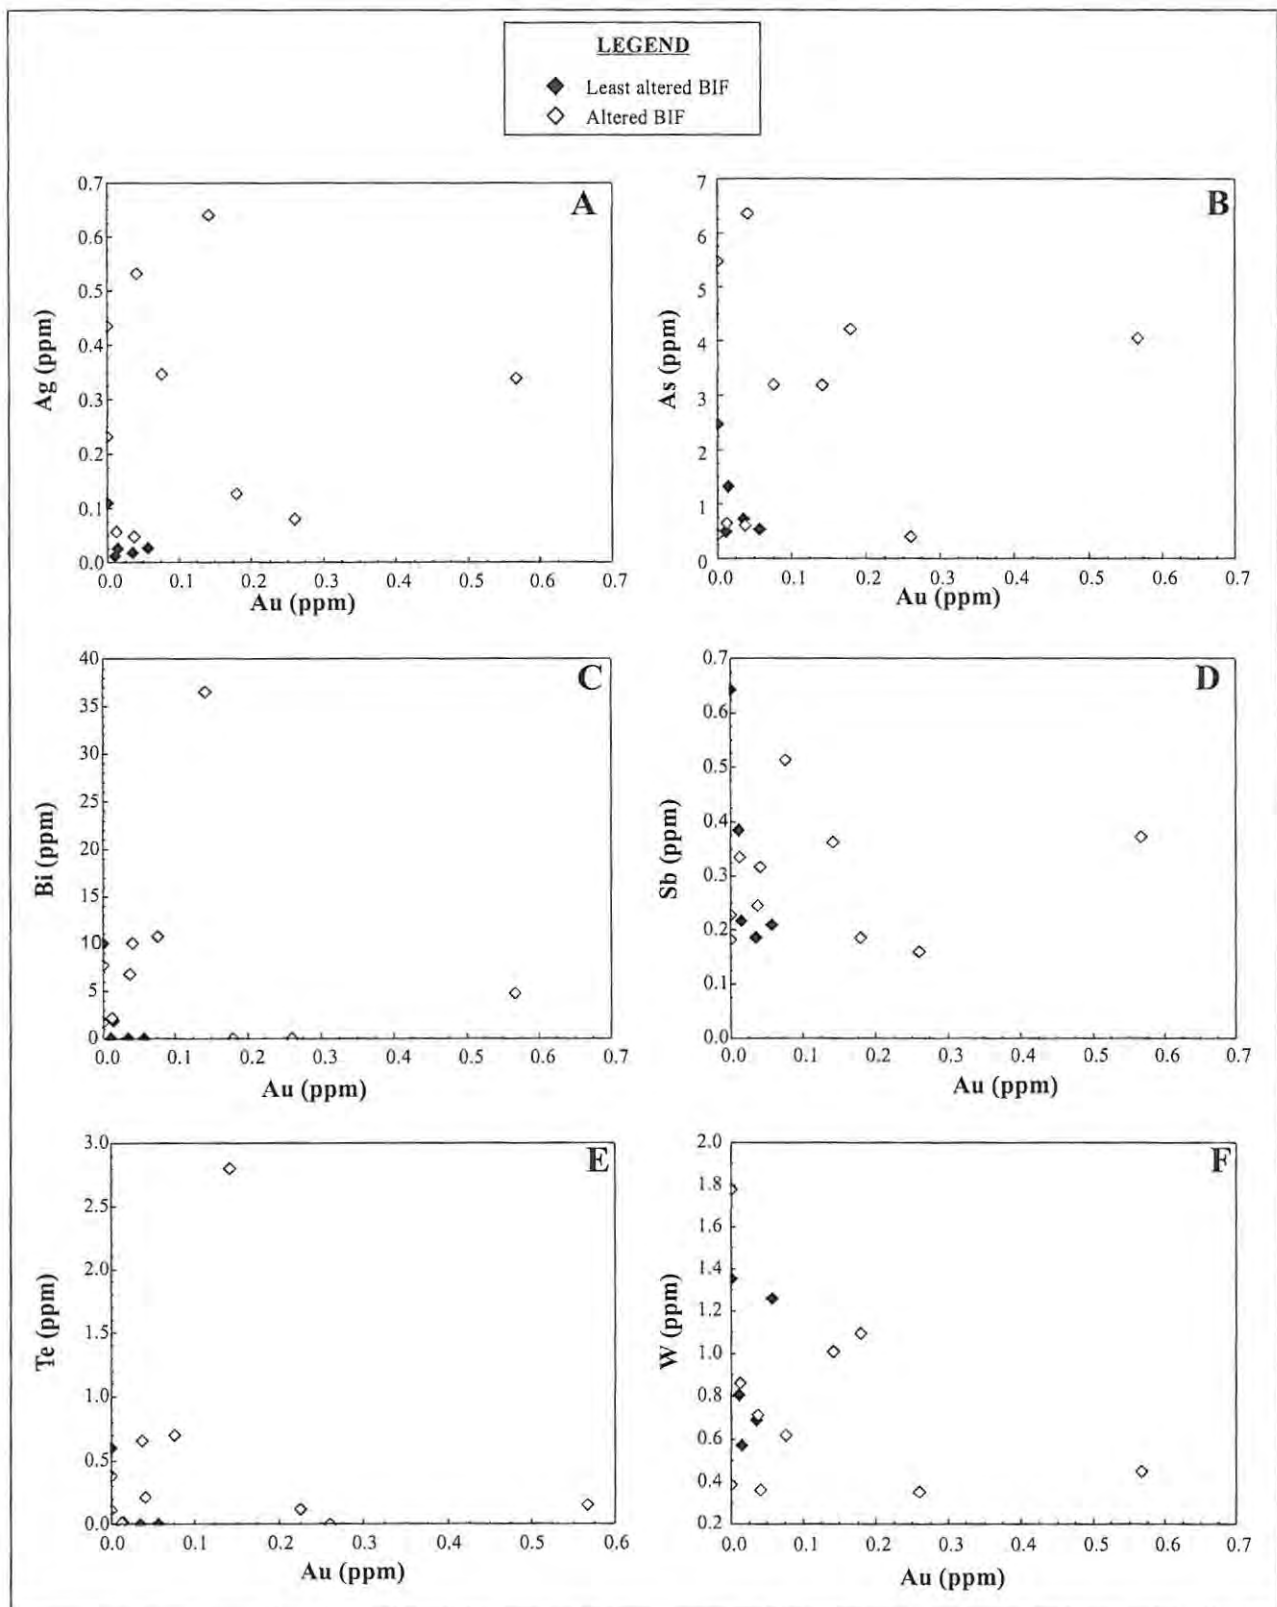 LEGEND
Least altered BIF
Altered BIF
A
0.7
0.6
0.5
0.4
0.3
0.2
0.1
0.0
Ag (ppm)
0.0 0.1 0.2 0.3 0.4 0.5 0.6 0.7
Au (ppm)
B
7
6
5
4
3
2
1
0
As (ppm)
0.0 0.1 0.2 0.3 0.4 0.5 0.6 0.7
Au (ppm)
C
40
35
30
25
20
15
10
5
0
Bi (ppm)
0.0 0.1 0.2 0.3 0.4 0.5 0.6 0.7
Au (ppm)
D
0.7
0.6
0.5
0.4
0.3
0.2
0.1
0.0
Sb (ppm)
0.0 0.1 0.2 0.3 0.4 0.5 0.6 0.7
Au (ppm)
E
3.0
2.5
2.0
1.5
1.0
0.5
0.0
Te (ppm)
0.0 0.1 0.2 0.3 0.4 0.5 0.6
Au (ppm)
F
2.0
1.8
1.6
1.4
1.2
1.0
0.8
0.6
0.4
0.2
W (ppm)
0.0 0.1 0.2 0.3 0.4 0.5 0.6 0.7
Au (ppm)